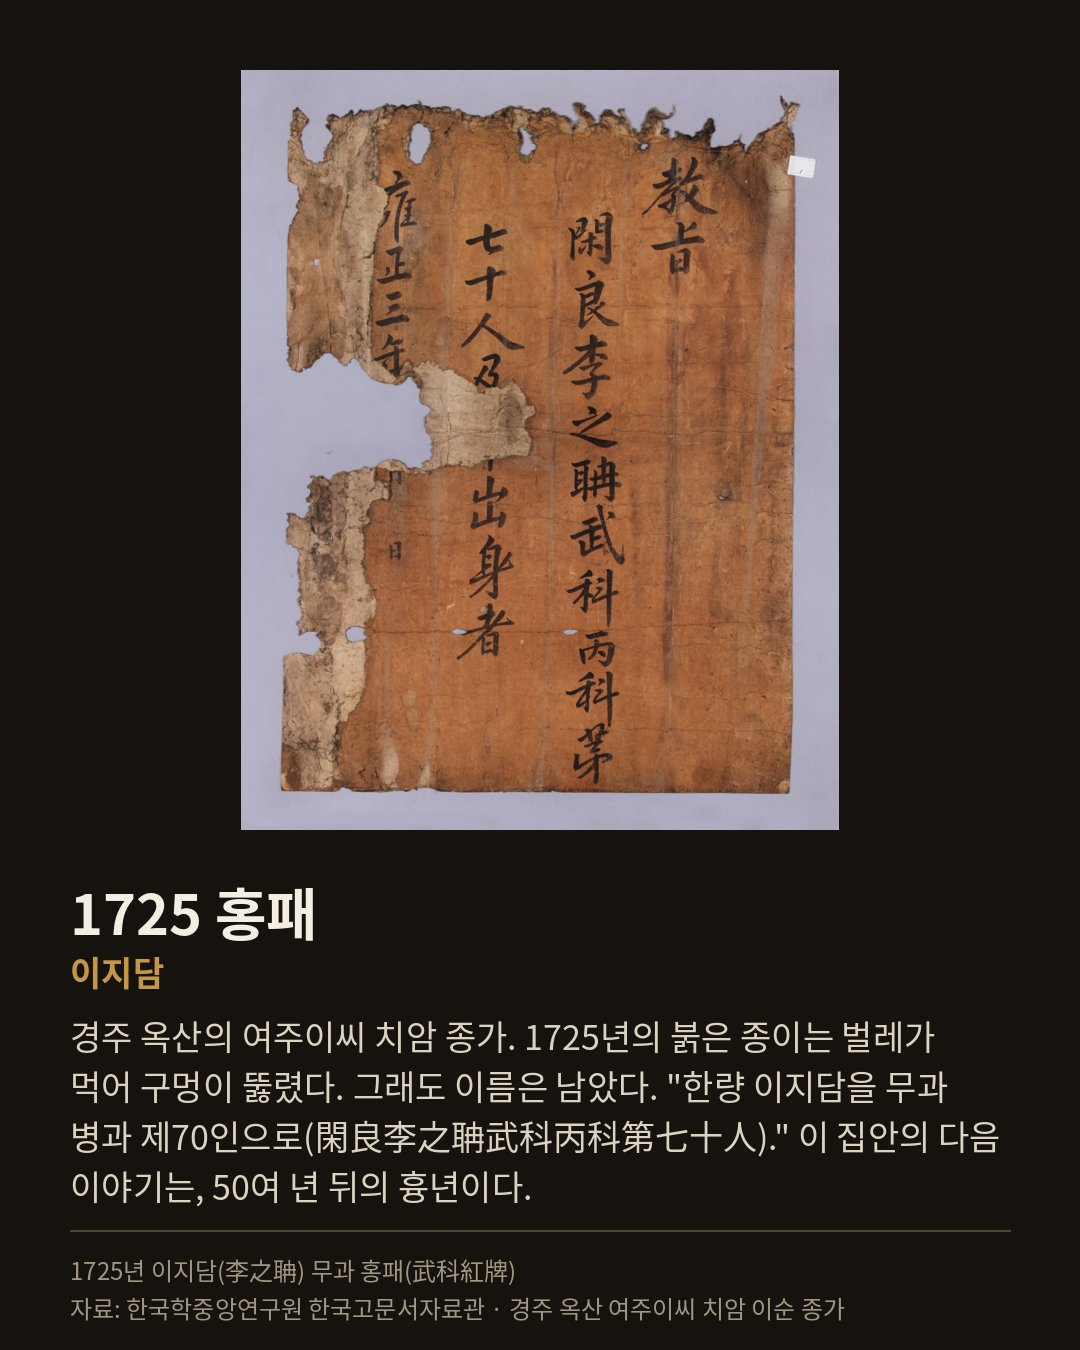 教旨
閑良李之聃武科丙科第
七十人及 出身者
雍正三年
日
1725 홍패
이지담
경주 옥산의 여주이씨 치암 종가. 1725년의 붉은 종이는 벌레가
먹어 구멍이 뚫렸다. 그래도 이름은 남았다. "한량 이지담을 무과
병과 제70인으로(閑良李之聃武科丙科第七十人)." 이 집안의 다음
이야기는, 50여 년 뒤의 흉년이다.
1725년 이지담(李之聃) 무과 홍패(武科紅牌)
자료: 한국학중앙연구원 한국고문서자료관 · 경주 옥산 여주이씨 치암 이순 종가